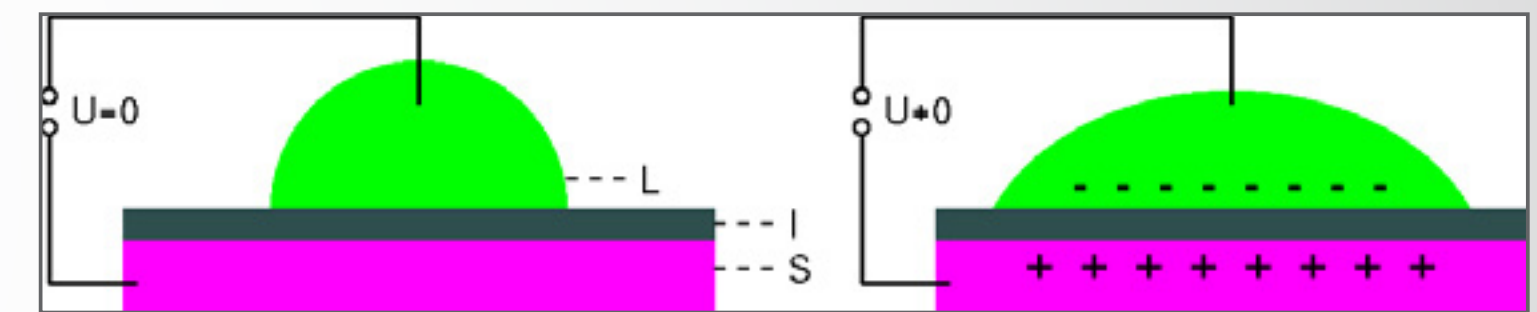 U=0
L
I
S
U≠0
- - - - - - - -
+ + + + + + + +